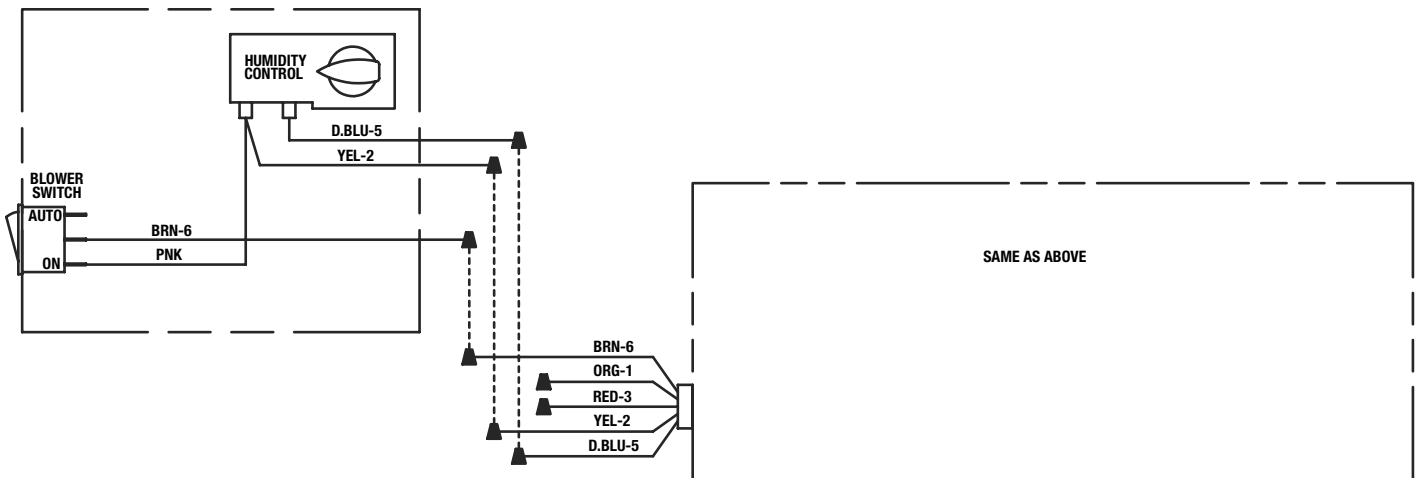 HUMIDITY
CONTROL
D.BLU-5
YEL-2
BLOWER
SWITCH
AUTO
BRN-6
PNK
ON
SAME AS ABOVE
BRN-6
ORG-1
RED-3
YEL-2
D.BLU-5